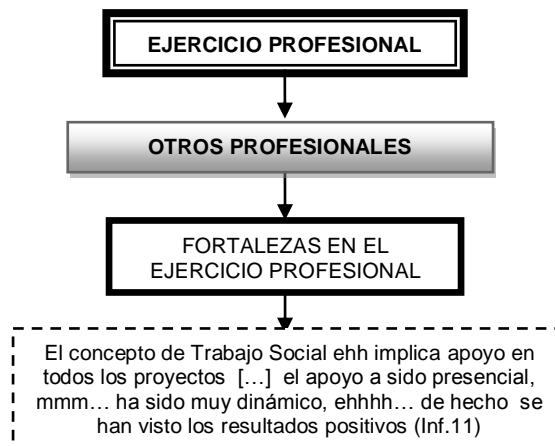 EJERCICIO PROFESIONAL
OTROS PROFESIONALES
FORTALEZAS EN EL
EJERCICIO PROFESIONAL
El concepto de Trabajo Social ehh implica apoyo en
todos los proyectos […] el apoyo a sido presencial,
mmm… ha sido muy dinámico, ehhhh… de hecho se
han visto los resultados positivos (Inf.11)